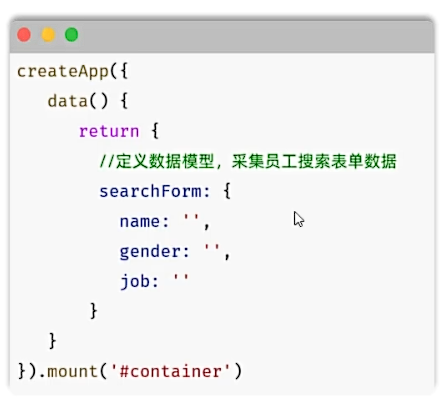 createApp({
data() {
return {
//定义数据模型，采集员工搜索表单数据
searchForm: {
name: '',
gender: '',
job: ''
}
}
}).mount('#container')